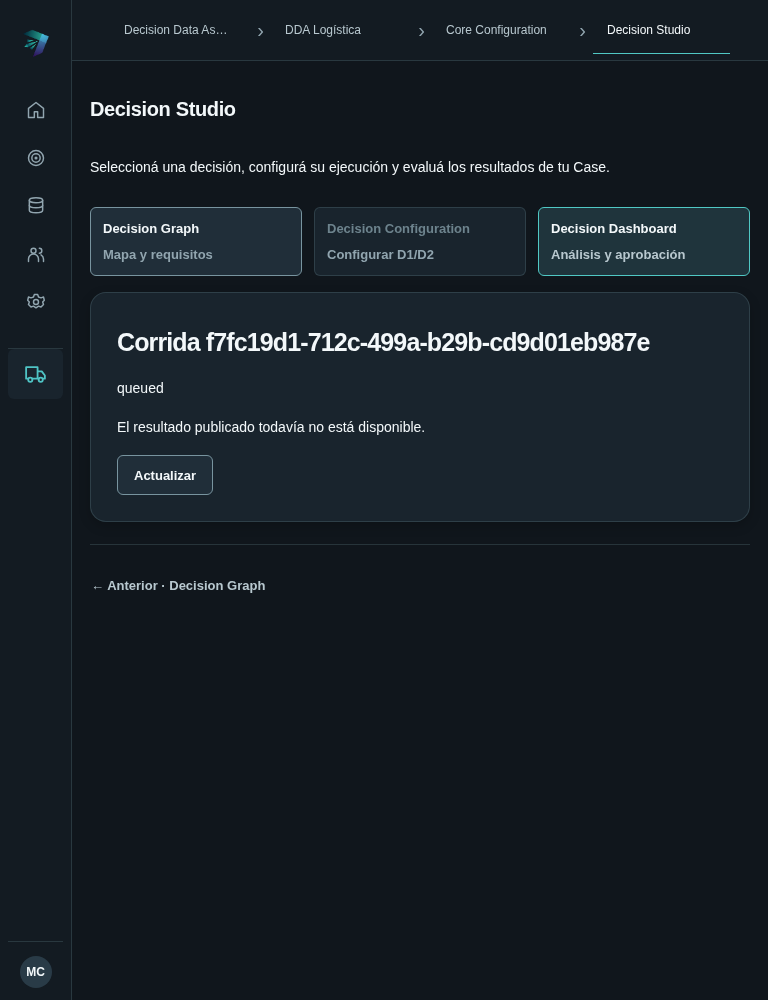 Decision Data As…
DDA Logística
Core Configuration
Decision Studio
Decision Studio
Seleccioná una decisión, configurá su ejecución y evaluá los resultados de tu Case.
Decision Graph
Mapa y requisitos
Decision Configuration
Configurar D1/D2
Decision Dashboard
Análisis y aprobación
Corrida f7fc19d1-712c-499a-b29b-cd9d01eb987e
queued
El resultado publicado todavía no está disponible.
Actualizar
← Anterior · Decision Graph
MC